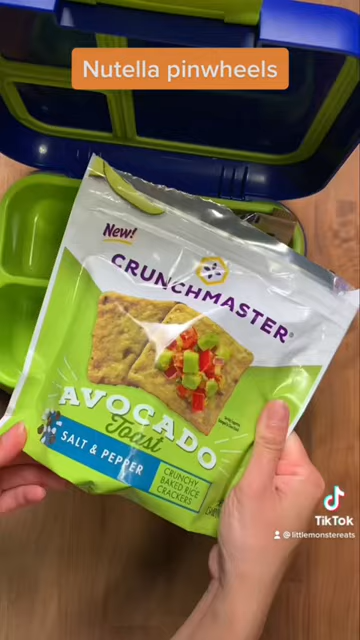 Nutella pinwheels
New!
CRUNCHMASTER®
AVOCADO
Toast
SALT & PEPPER
CRUNCHY
BAKED RICE
CRACKERS
TikTok
@littlemonstereats